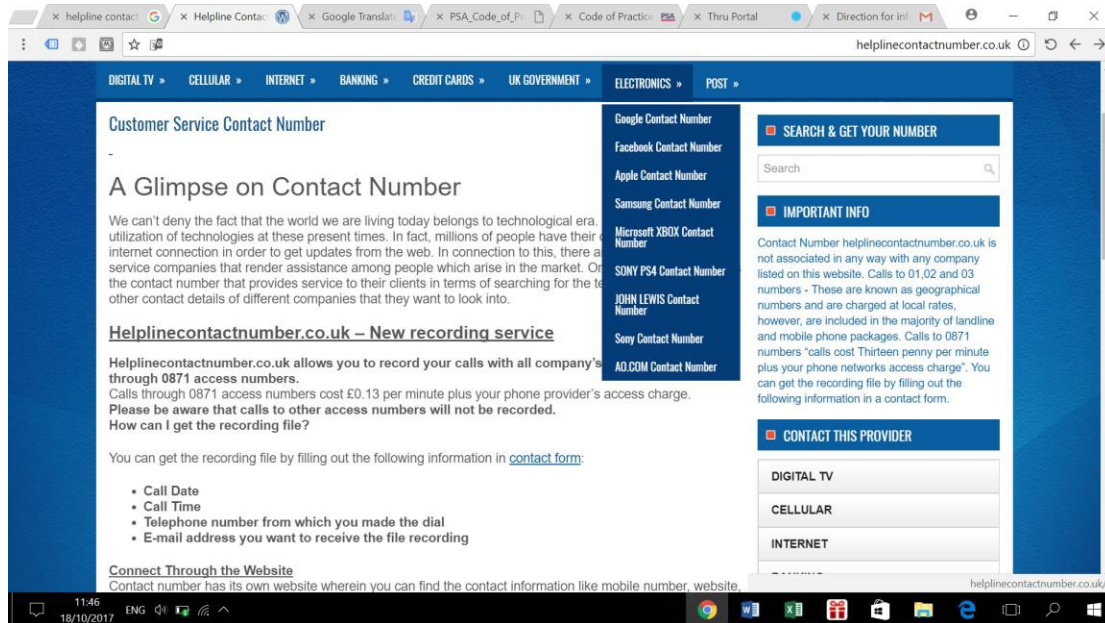 helpline contact
Helpline Contac
Google Translat
PSA_Code_of_Pr
Code of Practice
Thru Portal
Direction for inf
helplinecontactnumber.co.uk
DIGITAL TV »
CELLULAR »
INTERNET »
BANKING »
CREDIT CARDS »
UK GOVERNMENT »
ELECTRONICS »
POST »
Google Contact Number
Facebook Contact Number
Apple Contact Number
Samsung Contact Number
Microsoft XBOX Contact
Number
SONY PS4 Contact Number
JOHN LEWIS Contact
Number
Sony Contact Number
AO.COM Contact Number
Customer Service Contact Number
-
A Glimpse on Contact Number
We can't deny the fact that the world we are living today belongs to technological era.
utilization of technologies at these present times. In fact, millions of people have their
internet connection in order to get updates from the web. In connection to this, there a
service companies that render assistance among people which arise in the market. Or
the contact number that provides service to their clients in terms of searching for the te
other contact details of different companies that they want to look into.
Helplinecontactnumber.co.uk – New recording service
Helplinecontactnumber.co.uk allows you to record your calls with all company's
through 0871 access numbers.
Calls through 0871 access numbers cost £0.13 per minute plus your phone provider's access charge.
Please be aware that calls to other access numbers will not be recorded.
How can I get the recording file?
You can get the recording file by filling out the following information in contact form:
• Call Date
• Call Time
• Telephone number from which you made the dial
• E-mail address you want to receive the file recording
Connect Through the Website
Contact number has its own website wherein you can find the contact information like mobile number, website,
SEARCH & GET YOUR NUMBER
Search
IMPORTANT INFO
Contact Number helplinecontactnumber.co.uk is
not associated in any way with any company
listed on this website. Calls to 01,02 and 03
numbers - These are known as geographical
numbers and are charged at local rates,
however, are included in the majority of landline
and mobile phone packages. Calls to 0871
numbers "calls cost Thirteen penny per minute
plus your phone networks access charge". You
can get the recording file by filling out the
following information in a contact form.
CONTACT THIS PROVIDER
DIGITAL TV
CELLULAR
INTERNET
helplinecontactnumber.co.uk/
11:46
18/10/2017
ENG